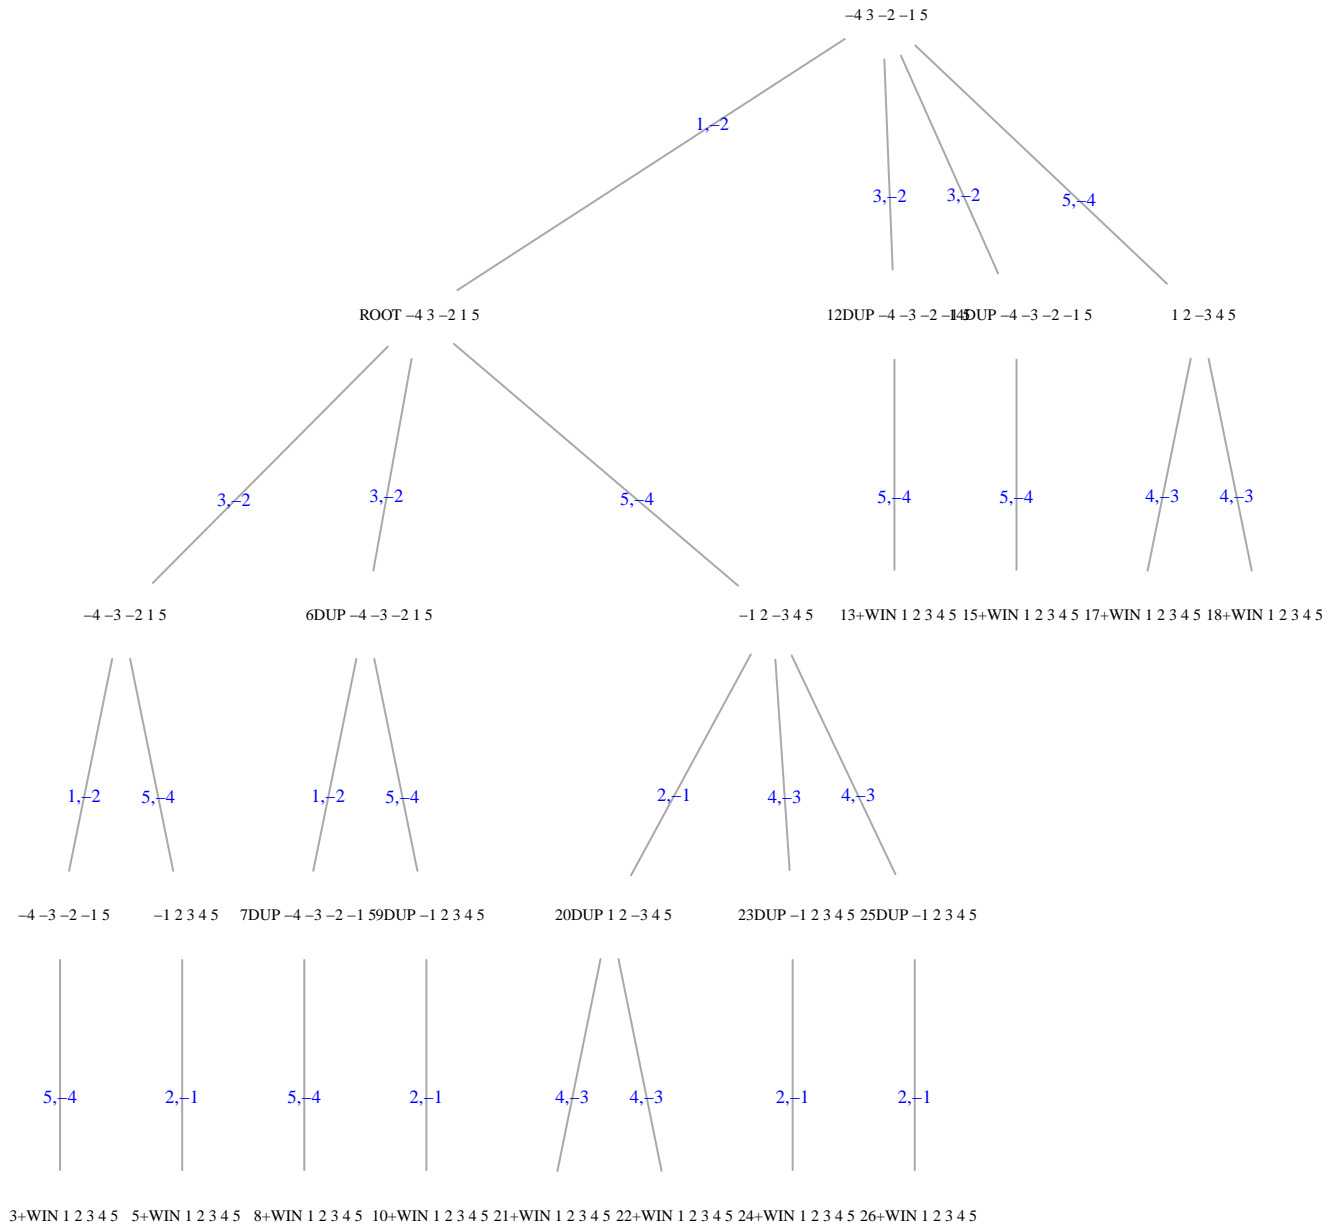 −4 3 −2 −1 5
1,−2
3,−2
3,−2
5,−4
ROOT −4 3 −2 1 5
12DUP −4 −3 −2 −1 5
14DUP −4 −3 −2 −1 5
1 2 −3 4 5
3,−2
3,−2
5,−4
5,−4
5,−4
4,−3
4,−3
−4 −3 −2 1 5
6DUP −4 −3 −2 1 5
−1 2 −3 4 5
13+WIN 1 2 3 4 5
15+WIN 1 2 3 4 5
17+WIN 1 2 3 4 5
18+WIN 1 2 3 4 5
1,−2
5,−4
1,−2
5,−4
2,−1
4,−3
4,−3
−4 −3 −2 −1 5
−1 2 3 4 5
7DUP −4 −3 −2 −1 5
9DUP −1 2 3 4 5
20DUP 1 2 −3 4 5
23DUP −1 2 3 4 5
25DUP −1 2 3 4 5
5,−4
2,−1
5,−4
2,−1
4,−3
4,−3
2,−1
2,−1
3+WIN 1 2 3 4 5
5+WIN 1 2 3 4 5
8+WIN 1 2 3 4 5
10+WIN 1 2 3 4 5
21+WIN 1 2 3 4 5
22+WIN 1 2 3 4 5
24+WIN 1 2 3 4 5
26+WIN 1 2 3 4 5